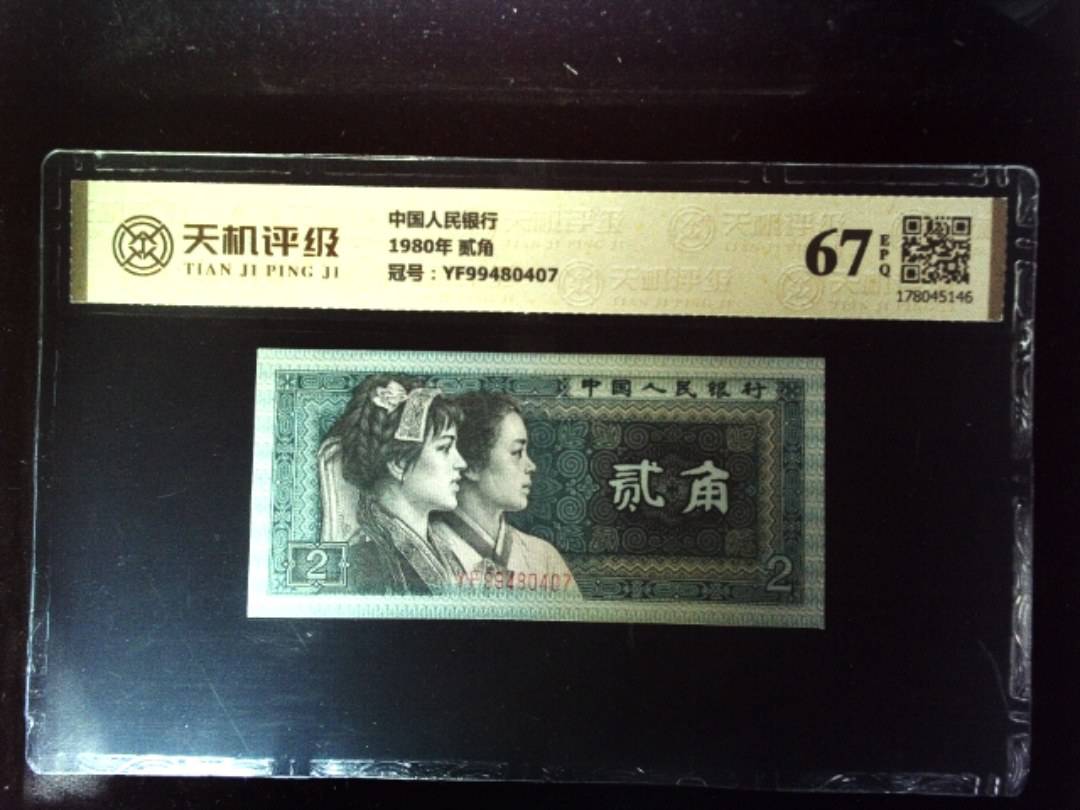 天机评级
TIAN JI PING JI
中国人民银行
1980年 贰角
冠号：YF99480407
67
EPQ
178045146
中国人民银行
贰角
2
YF99480407
2